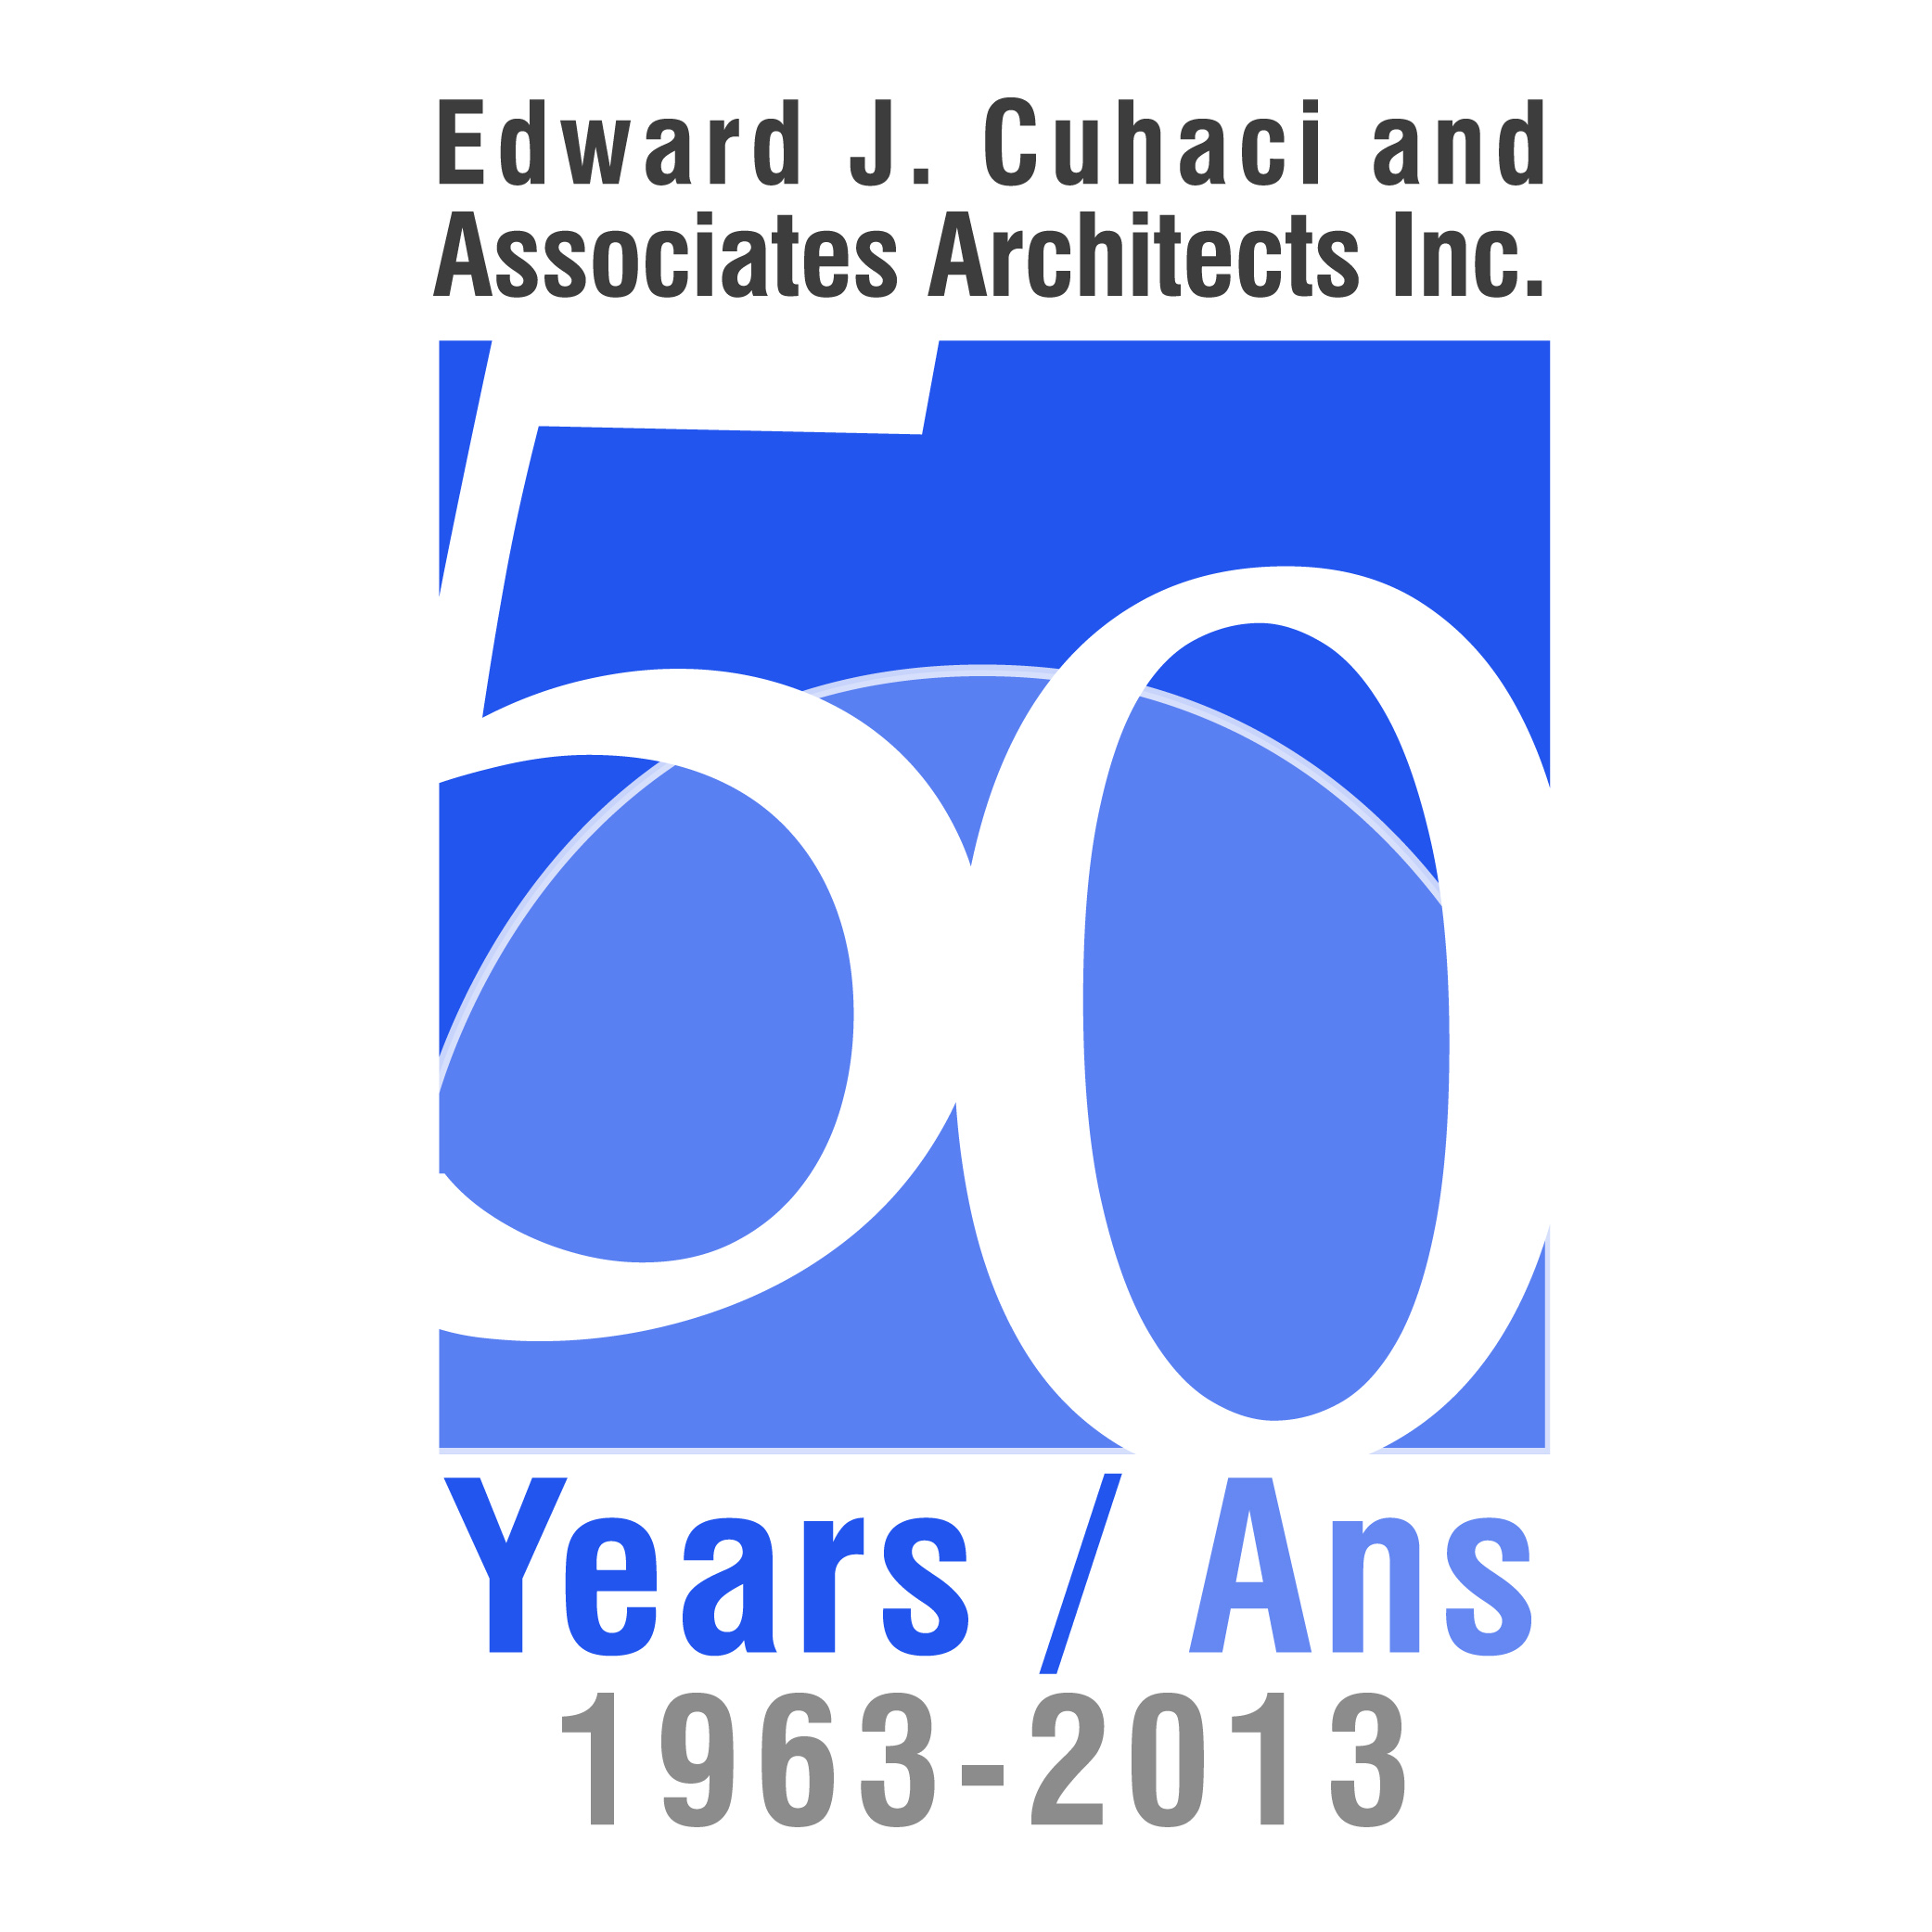 Edward J. Cuhaci and
Associates Architects Inc.
50
Years / Ans
1963-2013